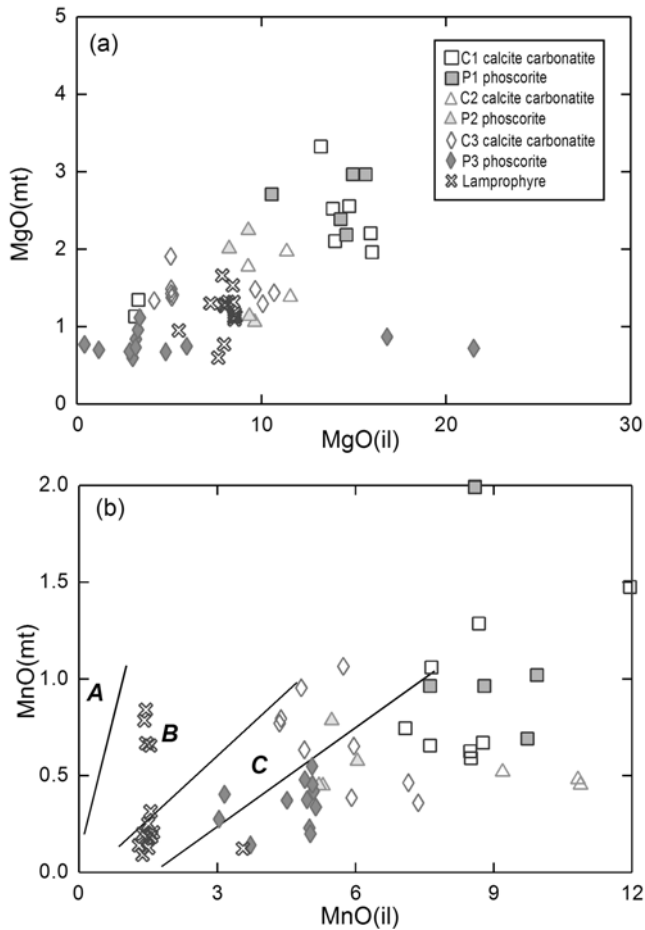 5
(a)
C1 calcite carbonatite
P1 phoscorite
C2 calcite carbonatite
P2 phoscorite
C3 calcite carbonatite
P3 phoscorite
Lamprophyre
4
3
2
1
0
MgO(mt)
0 10 20 30
MgO(il)
2.0
(b)
1.5
1.0
0.5
0.0
MnO(mt)
A
B
C
0 3 6 9 12
MnO(il)